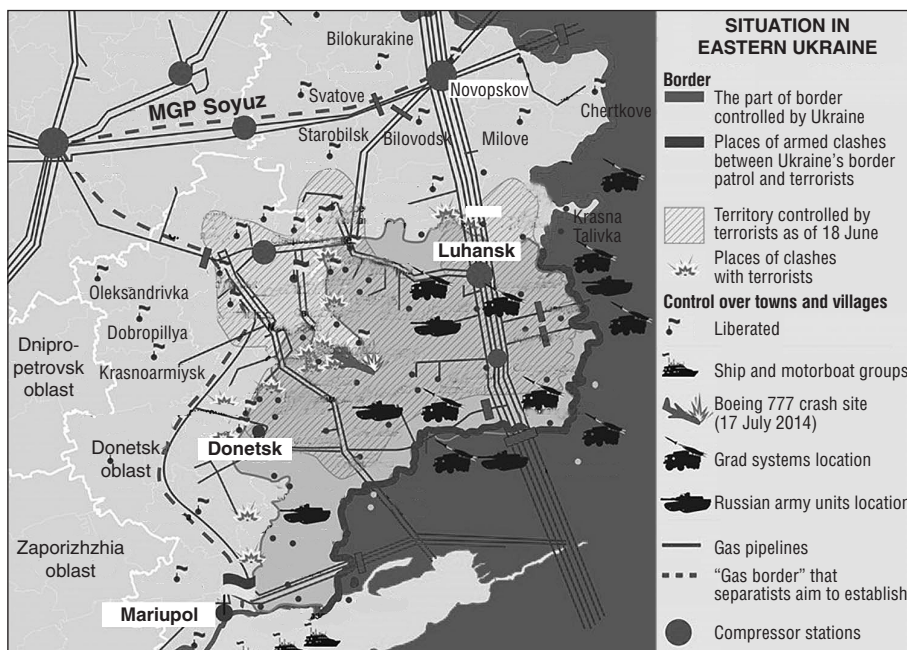 Bilokurakine
Novopskov
Svatove
MGP Soyuz
Chertkove
Starobilsk
Bilovodsk
Milove
Krasna
Talivka
Luhansk
Oleksandrivka
Dobropillya
Dnipro-
petrovsk
oblast
Krasnoarmiysk
Donetsk
oblast
Donetsk
Zaporizhzhia
oblast
Mariupol
SITUATION IN
EASTERN UKRAINE
Border
The part of border
controlled by Ukraine
Places of armed clashes
between Ukraine’s border
patrol and terrorists
Territory controlled by
terrorists as of 18 June
Places of clashes
with terrorists
Control over towns and villages
Liberated
Ship and motorboat groups
Boeing 777 crash site
(17 July 2014)
Grad systems location
Russian army units location
Gas pipelines
“Gas border” that
separatists aim to establish
Compressor stations